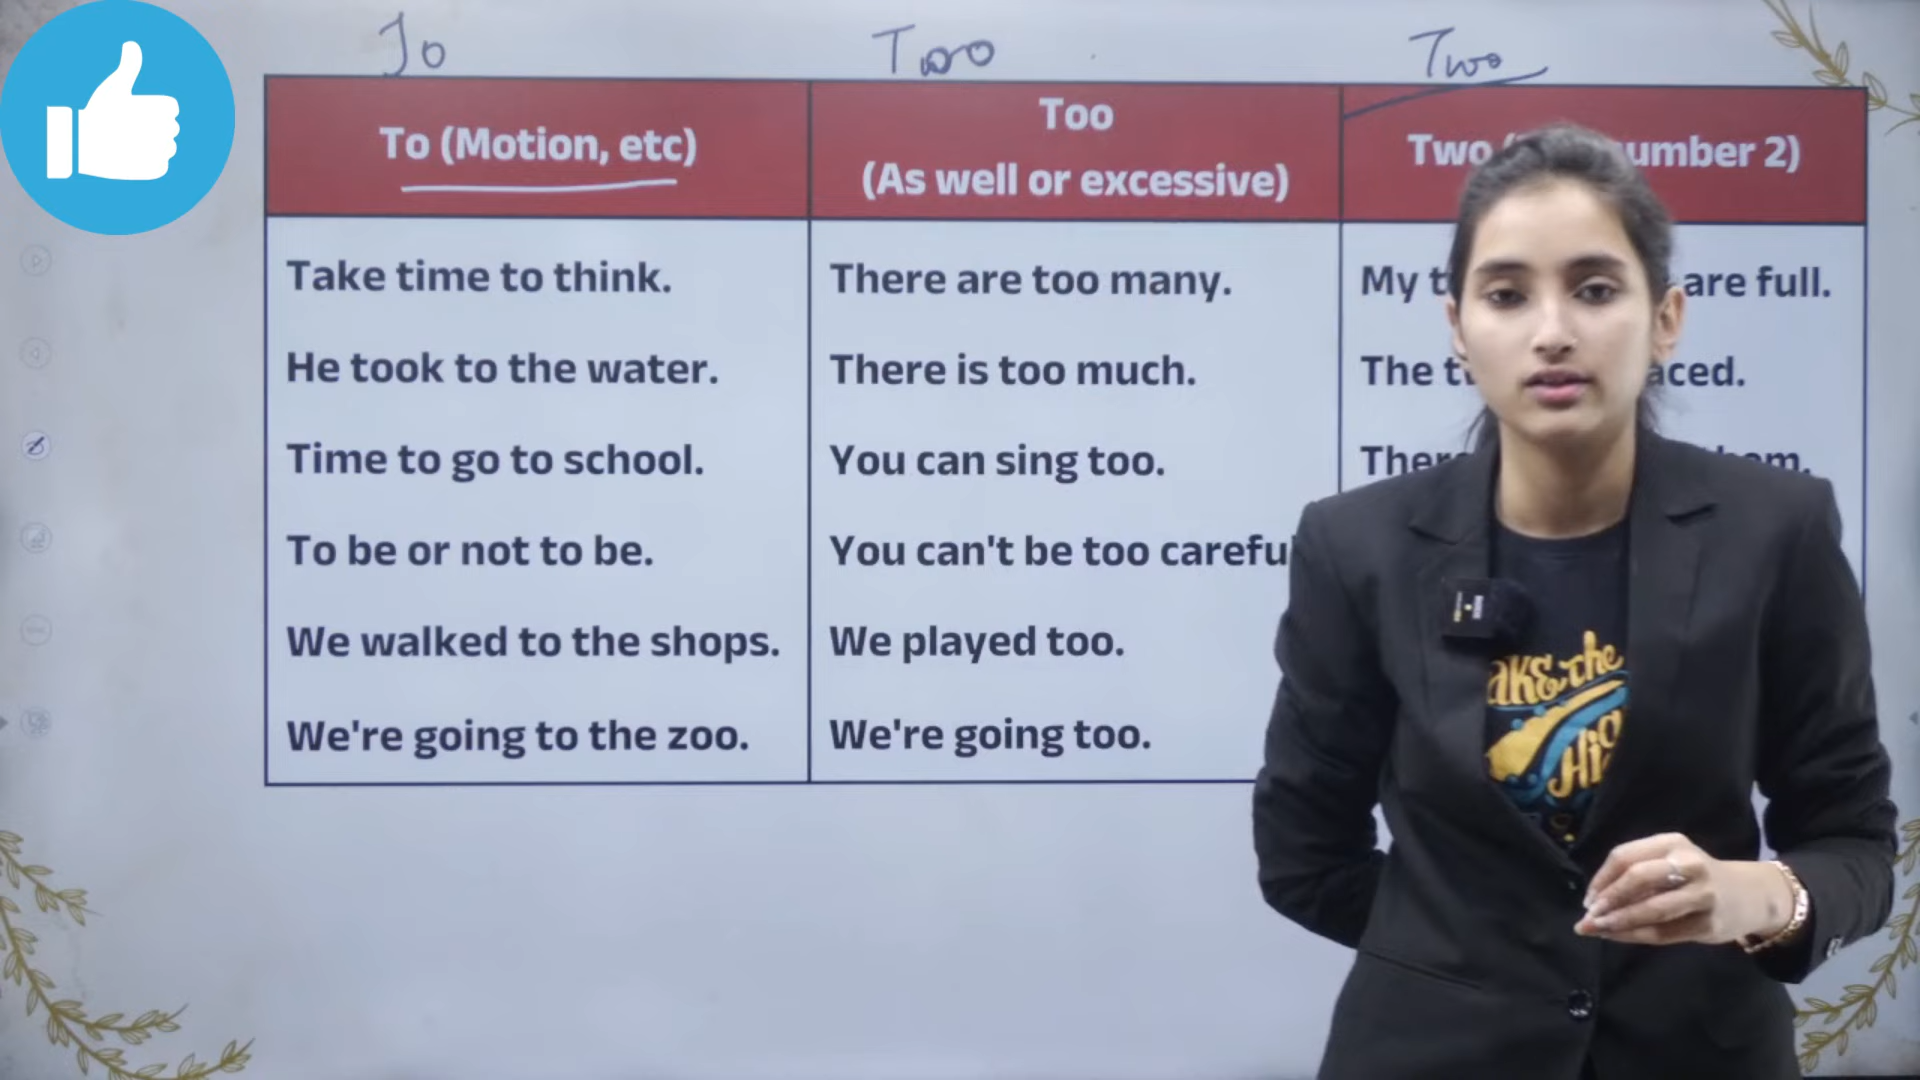 To Too Two
To (Motion, etc)
Too
(As well or excessive)
Two number 2)
Take time to think.
He took to the water.
Time to go to school.
To be or not to be.
We walked to the shops.
We're going to the zoo.
There are too many.
There is too much.
You can sing too.
You can't be too
We played too.
We're going too.
My are full.
The
the